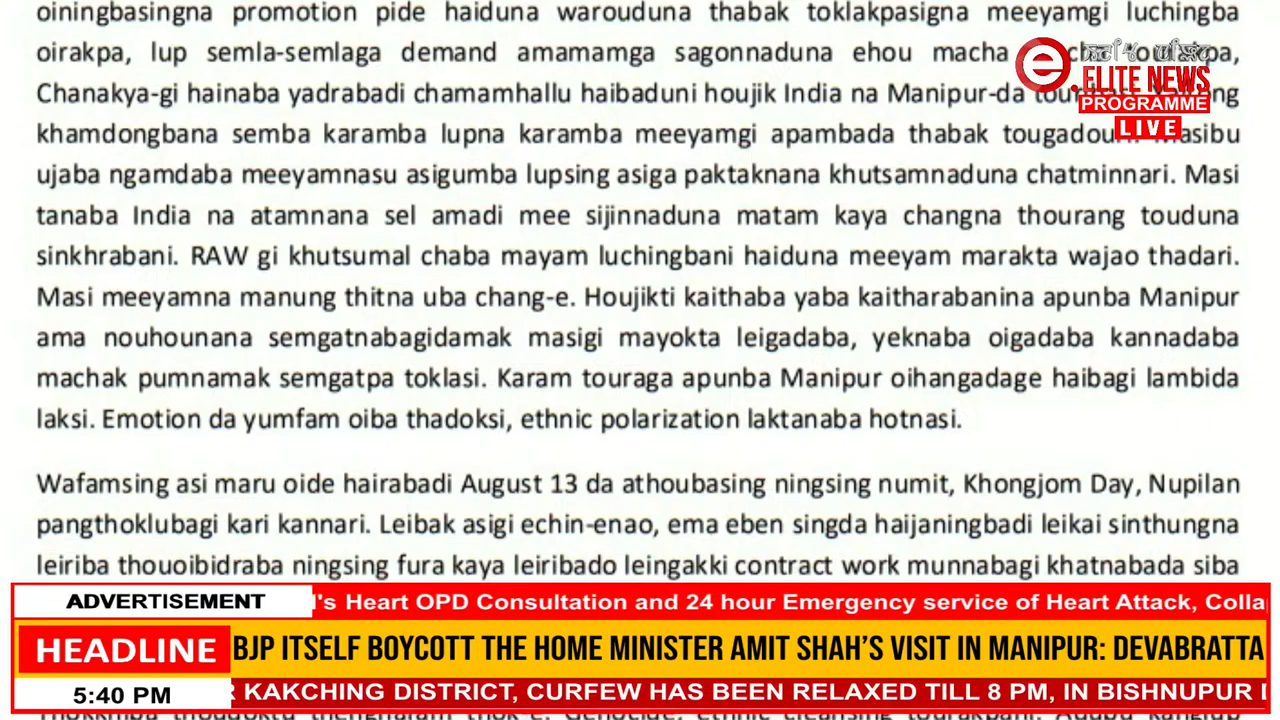 oiningbasingna promotion pide haiduna warouduna thabak toklakpasigna meeyamgi luchingba
oirakpa, lup semla-semlaga demand amamamga sagonnaduna ehou macha
Chanakya-gi hainaba yadrabadi chamamhallu haibaduni houjik India na Manipur-da
khamdongbana semba karamba lupna karamba meeyamgi apambada thabak
ujaba ngamdaba meeyamnasu asigumba lupsing asiga paktaknana khutsamnaduna chatminnari. Masi
tanaba India na atamnana sel amadi mee sijinnaduna matam kaya changna thourang touduna
sinkhrabani. RAW gi khutsumal chaba mayam luchingbani haiduna meeyam marakta wajao thadari.
Masi meeyamna manung thitna uba chang-e. Houjikti kaithaba yaba kaitharabanina apunba Manipur
ama nouhounana semgatnabagidamak masigi mayokta leigadaba, yeknaba oigadaba kannadaba
machak pumnamak semgatpa toklasi. Karam touraga apunba Manipur oihangadage haibagi lambida
laksi. Emotion da yumfam oiba thadoksi, ethnic polarization laktanaba hotnasi.
Wafamsing asi maru oide hairabadi August 13 da athoubasing ningsing numit, Khongjom Day, Nupilan
pangthoklubagi kari kannari. Leibak asigi echin-enao, ema eben singda haijaningbadi leikai sinthungna
leiriba thouoibidraba ningsing fura kaya leiribado leingakki contract work munnabagi khatnabada siba
e.ELITE NEWS
PROGRAMME
LIVE
ADVERTISEMENT
's Heart OPD Consultation and 24 hour Emergency service of Heart Attack,
HEADLINE
BJP ITSELF BOYCOTT THE HOME MINISTER AMIT SHAH’S VISIT IN MANIPUR: DEVABRATTA
5:40 PM
KAKCHING DISTRICT, CURFEW HAS BEEN RELAXED TILL 8 PM, IN BISHNUPUR